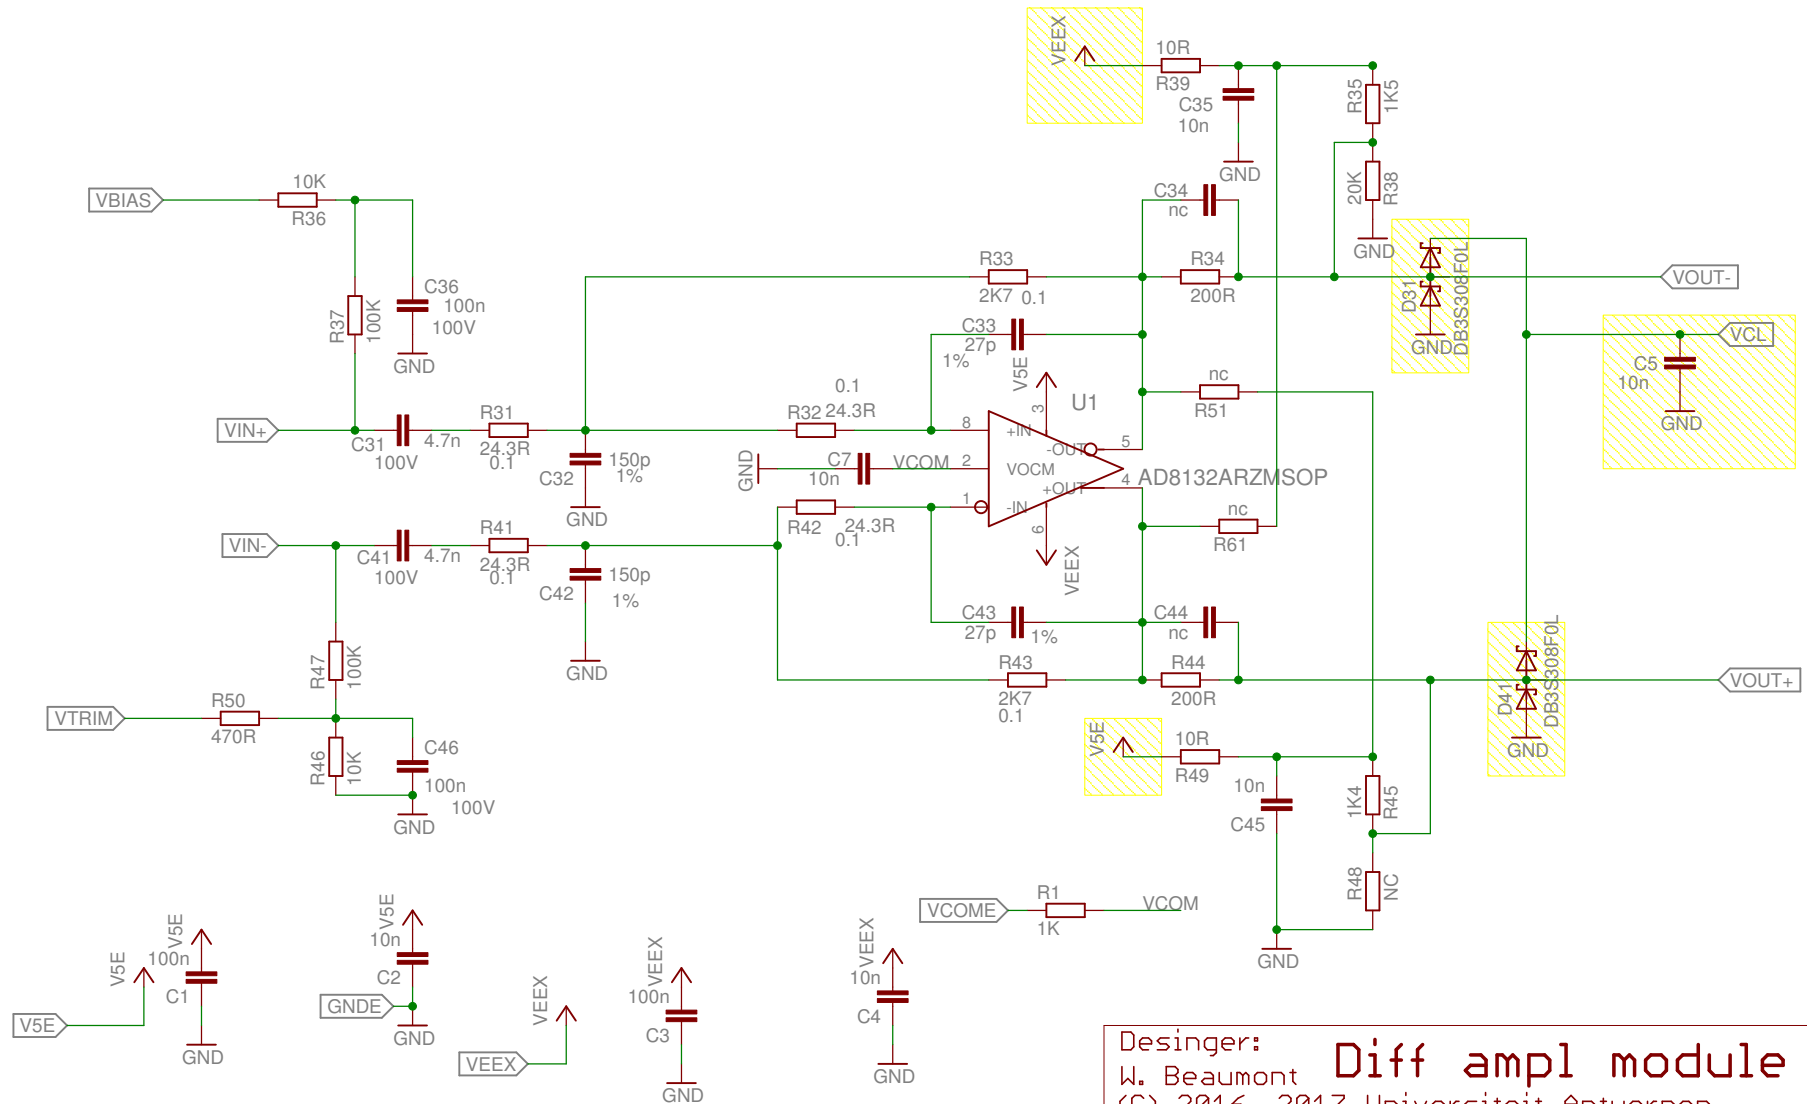 VEEX
10R
R39
C35
10n
GND
R35
1K5
20K
R38
GND
VBIAS
10K
R36
C34
nc
R37
100K
C36
100n
100V
GND
R33
2K7 0.1
R34
200R
D31
DB3S308F0L
GND
VOUT-
VCL
C5
10n
GND
C33
27p
1%
V5E
3
nc
R51
U1
VIN+
C31
100V
4.7n
R31
24.3R
0.1
C32
150p
1%
GND
0.1
R32 24.3R
8
+IN
-OUT
5
GND
C7
10n
VCOM
2
VOCM
+OUT
4
AD8132ARZMSOP
1
-IN
R42
24.3R
0.1
6
VEEX
nc
R61
VIN-
C41
100V
4.7n
R41
24.3R
0.1
C42
150p
1%
GND
C43
27p
1%
C44
nc
R43
2K7
0.1
R44
200R
D41
DB3S308F0L
GND
VOUT+
R47
100K
VTRIM
R50
470R
R46
10K
C46
100n
100V
GND
V5E
10R
R49
10n
C45
1K4
R45
R48
NC
GND
VCOME
R1
1K
VCOM
V5E
V5E
V5E
100n
C1
GND
V5E
10n
C2
GNDE
GND
VEEX
VEEX
VEEX
100n
C3
GND
VEEX
10n
C4
GND
Desinger:
W. Beaumont
Diff ampl module
(C) 2016, 2017 Universiteit Antwerpen